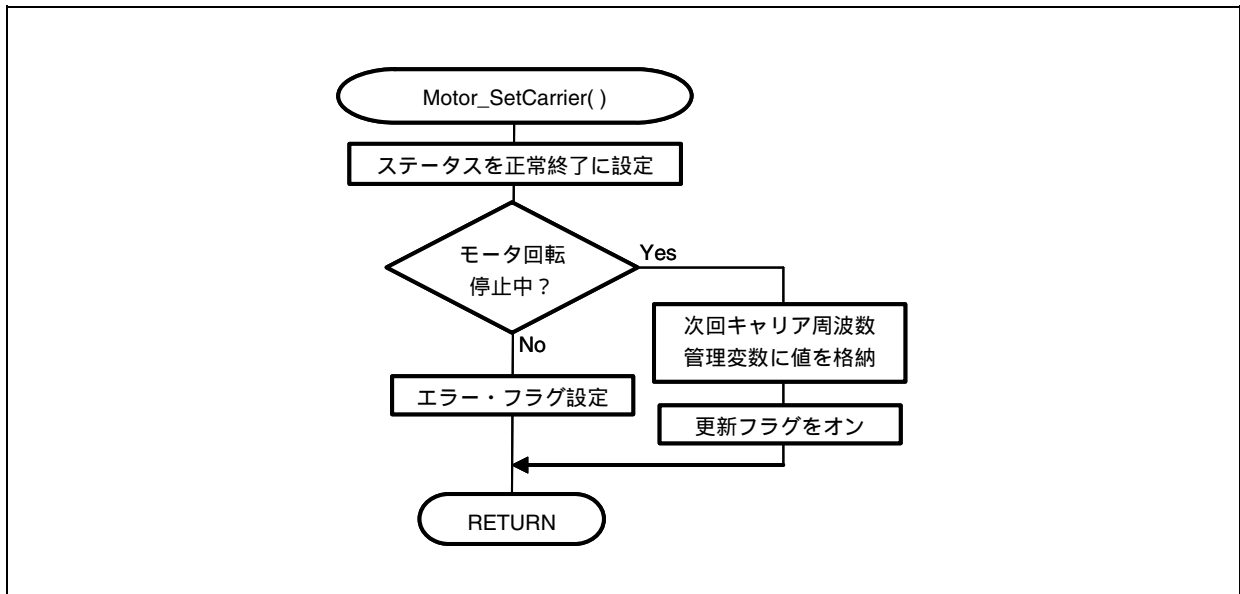 Motor_SetCarrier( )
ステータスを正常終了に設定
モータ回転
停止中？
Yes
次回キャリア周波数
管理変数に値を格納
No
エラー・フラグ設定
更新フラグをオン
RETURN